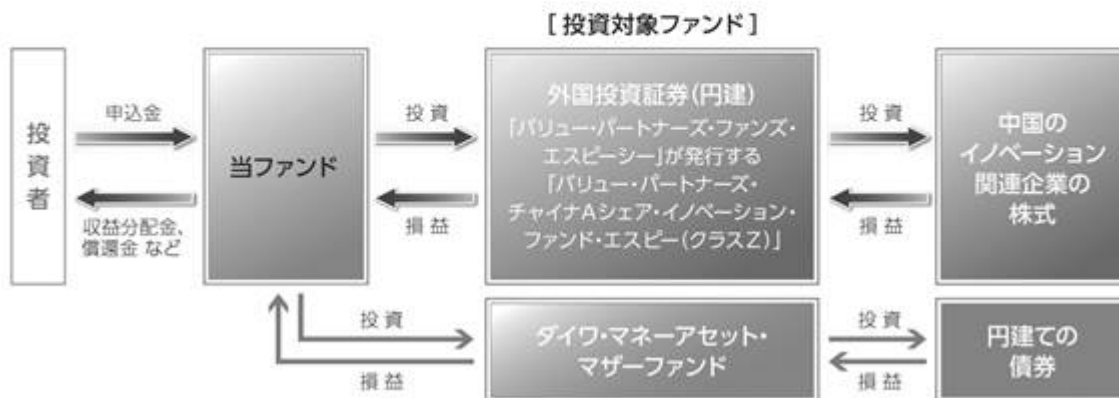 [投資対象ファンド]
投資者
申込金
収益分配金、
償還金 など
当ファンド
投資
損益
外国投資証券(円建)
「バリュー・パートナーズ・ファンズ・
エスピーシー」が発行する
「バリュー・パートナーズ・
チャイナAシェア・イノベーション・
ファンド・エスピー(クラスZ)」
投資
損益
中国の
イノベーション
関連企業の
株式
投資
損益
ダイワ・マネーアセット・
マザーファンド
投資
損益
円建ての
債券